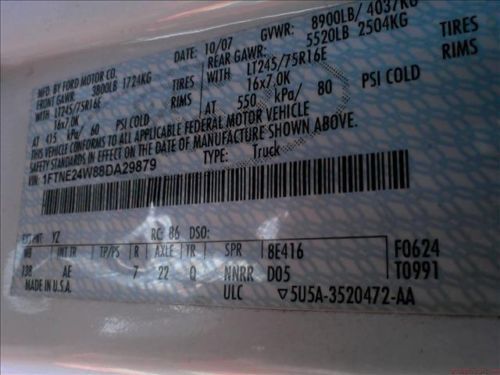 MFD. BY FORD MOTOR CO.
DATE: 10/07
GVWR: 8900LB/ 4037KG
FRONT GAWR: 3800LB 1724KG
REAR GAWR: 5520LB 2504KG
WITH LT245/75R16E TIRES
WITH LT245/75R16E TIRES
16x7.0K RIMS
16x7.0K RIMS
AT 415 kPa/ 60 PSI COLD
AT 550 kPa/ 80 PSI COLD
THIS VEHICLE CONFORMS TO ALL APPLICABLE FEDERAL MOTOR VEHICLE
SAFETY STANDARDS IN EFFECT ON THE DATE OF MANUFACTURE SHOWN ABOVE.
VIN: 1FTNE24W88DA29879
TYPE: Truck
EXT PNT: YZ RC: 86 DSO:
WB INT TR TP/PS R AXLE TR SPR 8E416 F0624
138 AE 7 22 Q NNRR D05 T0991
MADE IN U.S.A. ULC ▽5U5A-3520472-AA